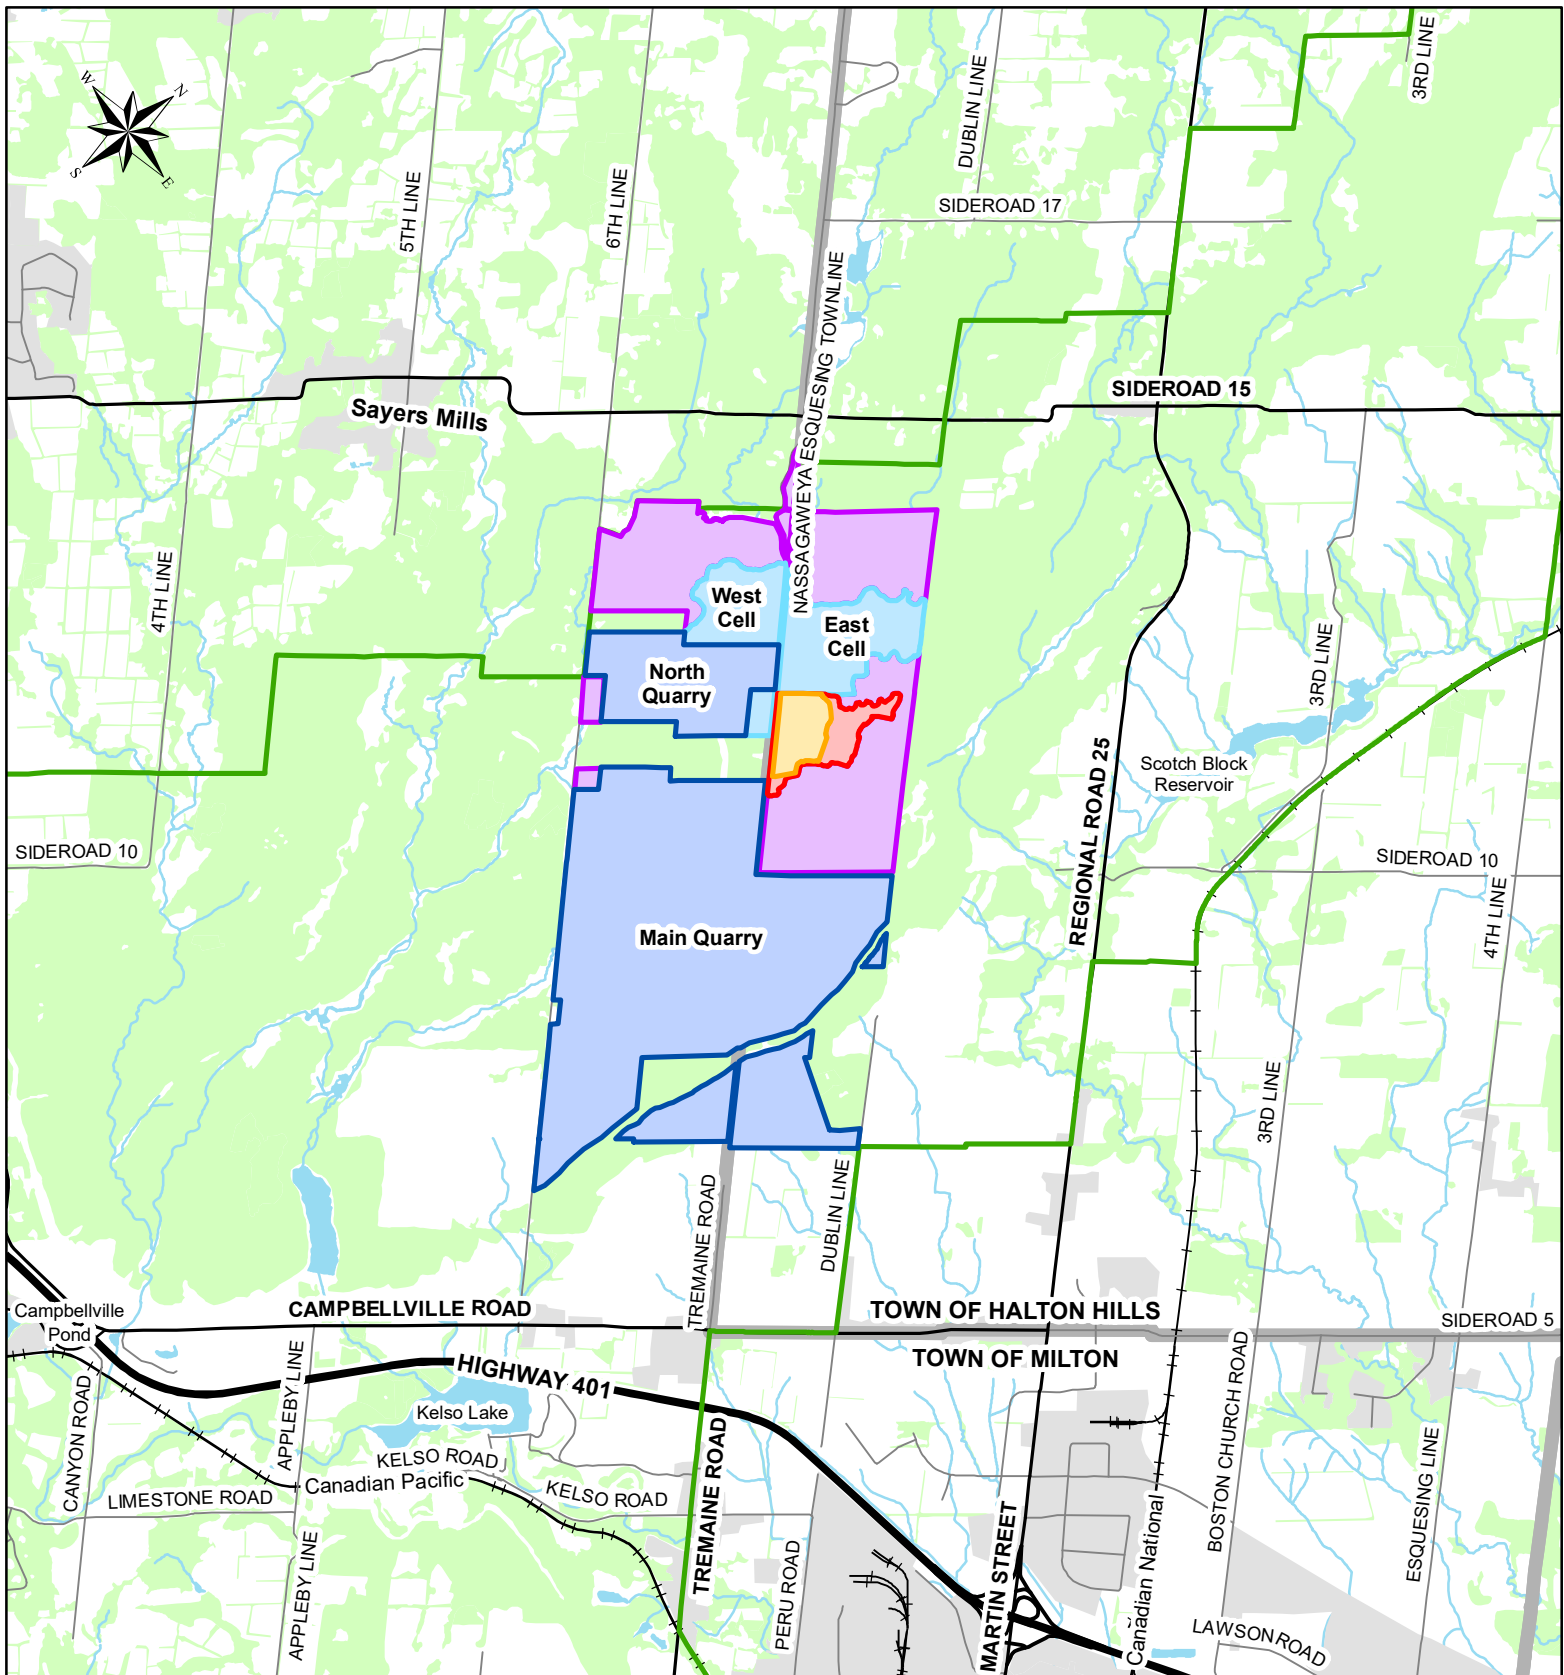 3RD LINE
DUBLIN LINE
W
N
S
E
5TH LINE
6TH LINE
SIDEROAD 17
NASSAGAWEYA ESQUESING TOWNLINE
SIDEROAD 15
Sayers Mills
4TH LINE
West
Cell
East
Cell
North
Quarry
3RD LINE
REGIONAL ROAD 25
Scotch Block
Reservoir
SIDEROAD 10
SIDEROAD 10
4TH LINE
Main Quarry
3RD LINE
TREMAINE ROAD
DUBLIN LINE
Campbellville
Pond
CAMPBELLVILLE ROAD
TOWN OF HALTON HILLS
SIDEROAD 5
TOWN OF MILTON
HIGHWAY 401
APPLEBY LINE
CANYON ROAD
Kelso Lake
BOSTON CHURCH ROAD
KELSO ROAD
Canadian Pacific
LIMESTONE ROAD
KELSO ROAD
TREMAINE ROAD
ESQUESING LINE
APPLEBY LINE
PERU ROAD
MARTIN STREET
Canadian National
LAWSON ROAD